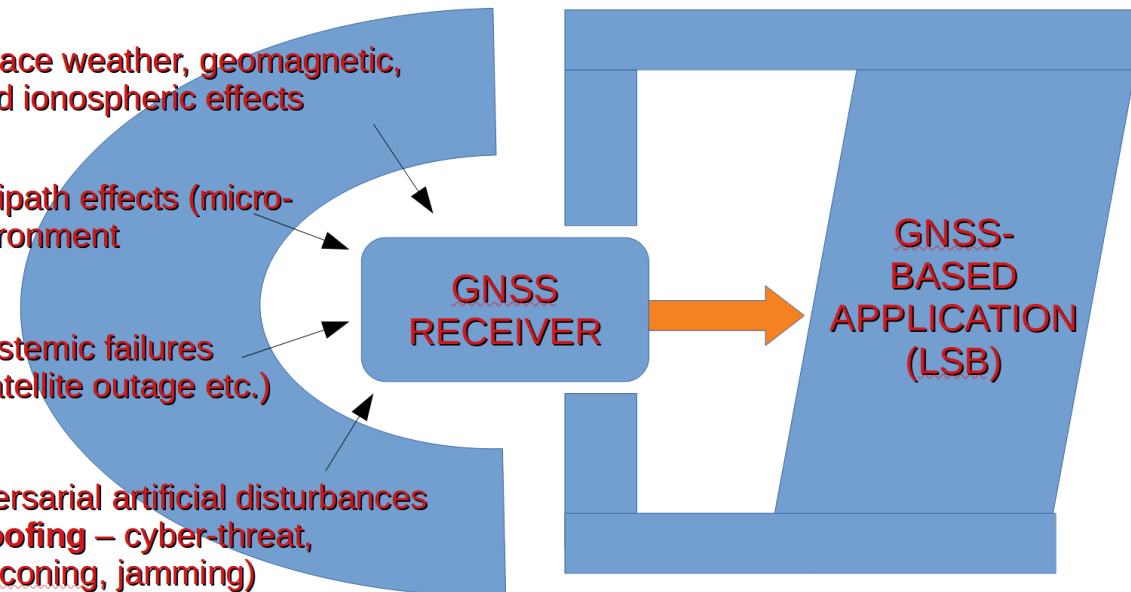 ace weather, geomagnetic,
d ionospheric effects
ipath effects (micro-
ronment
stemic failures
atellite outage etc.)
ersarial artificial disturbances
oofing – cyber-threat,
coning, jamming)
GNSS
RECEIVER
GNSS-
BASED
APPLICATION
(LSB)